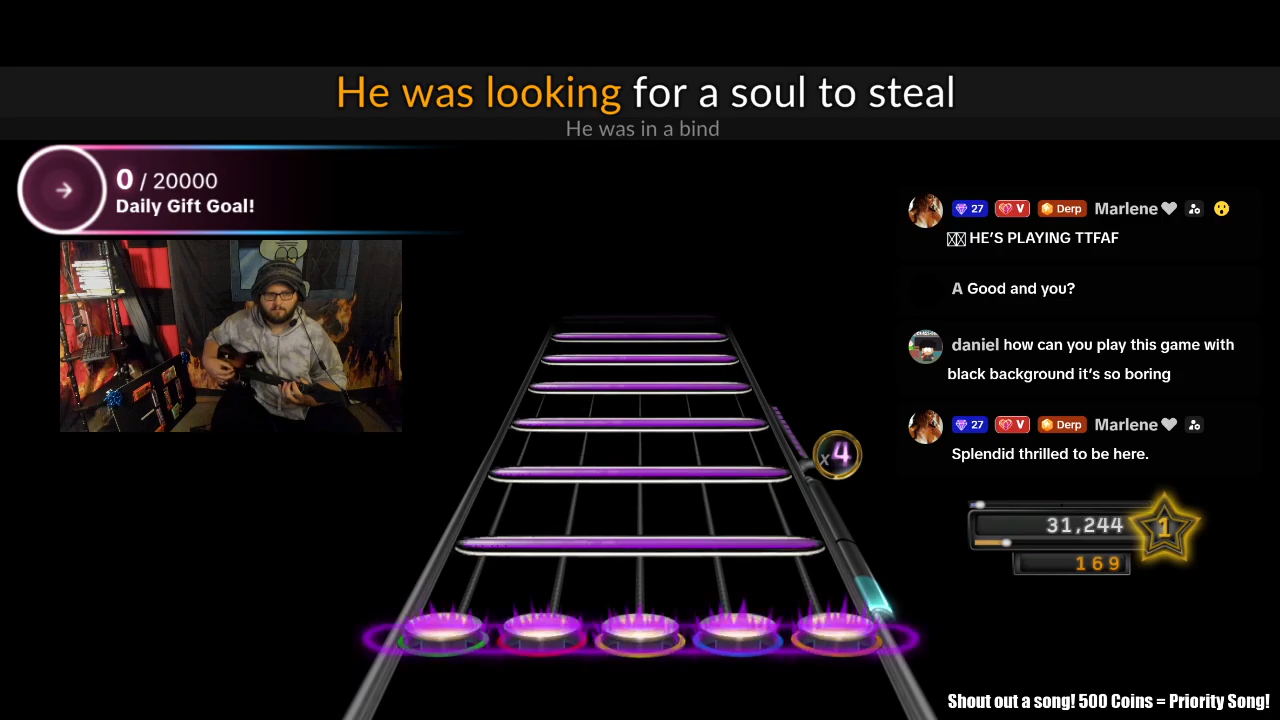 He was looking for a soul to steal
He was in a bind
0 / 20000
Daily Gift Goal!
27 V Derp Marlene🤍 😮
HE'S PLAYING TTFAF
A Good and you?
daniel how can you play this game with
black background it's so boring
x4
27 V Derp Marlene🤍
Splendid thrilled to be here.
31,244 1
169
Shout out a song! 500 Coins = Priority Song!